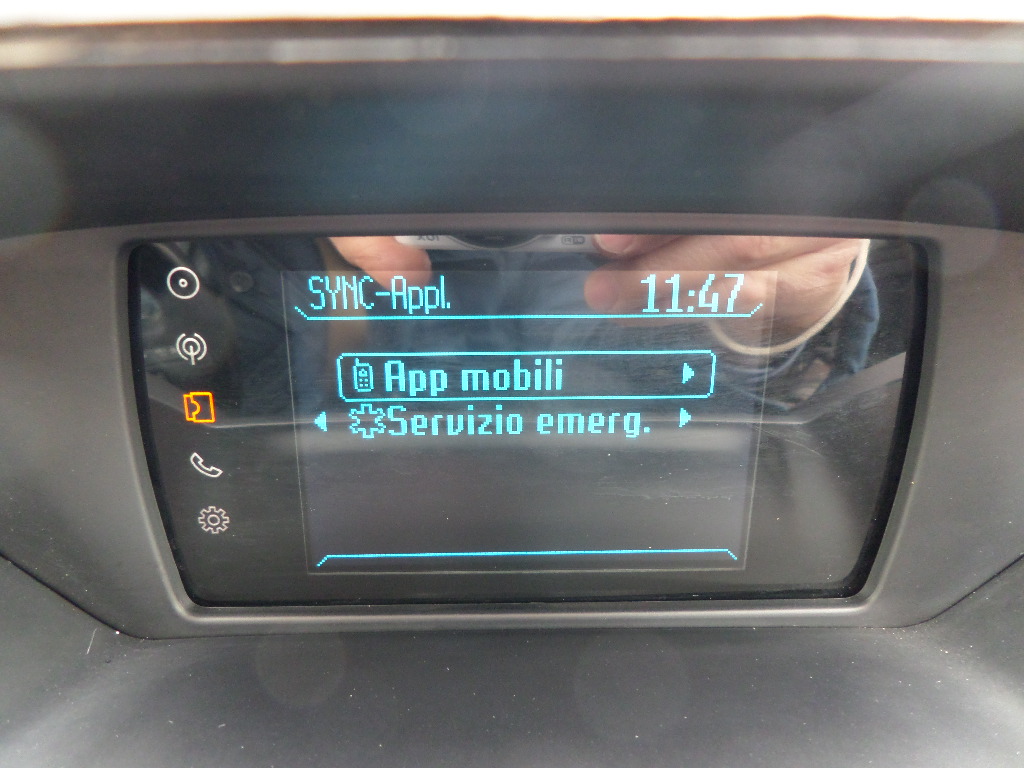 SYNC-Appl. 11:47
App mobili
Servizio emerg.